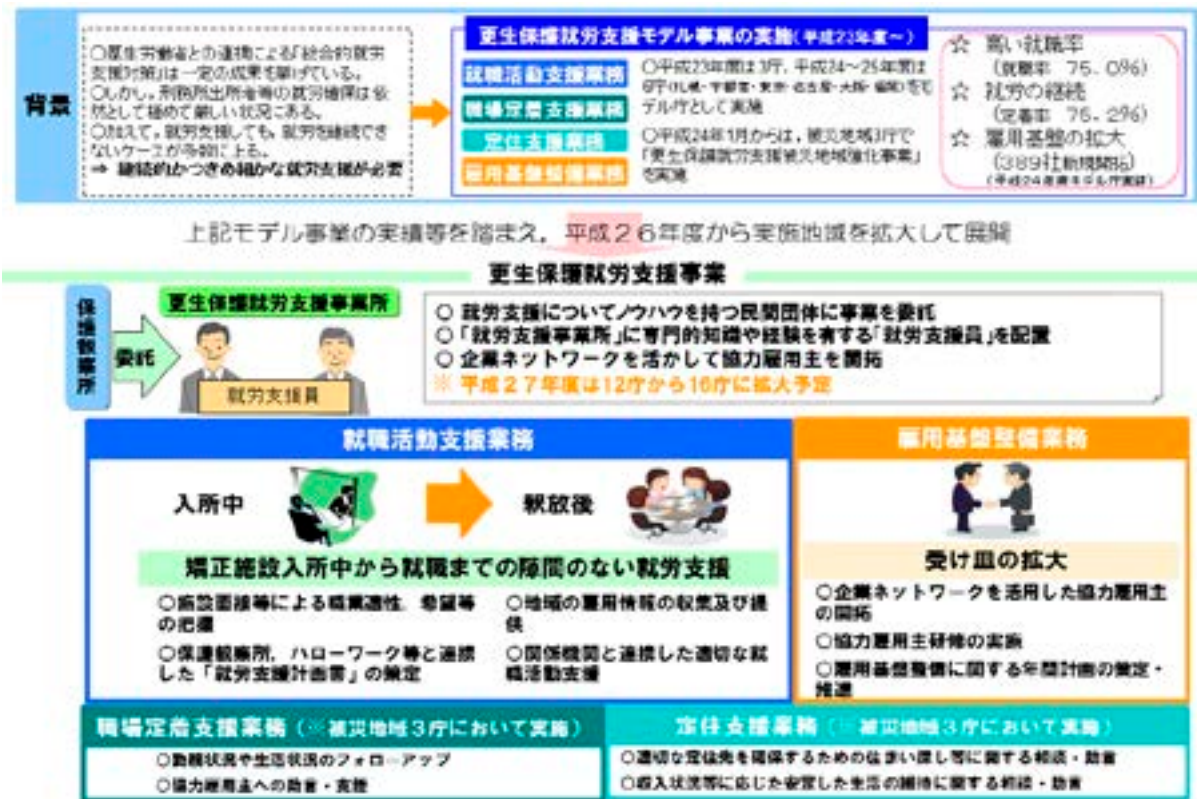 背景
○厚生労働省との連携による「総合的就労
支援対策」は一定の成果を挙げている。
○しかし，刑務所出所者等の就労確保は依
然として極めて厳しい状況にある。
○加えて，就労支援しても，就労を継続でき
ないケースが多数に上る。
⇒ 継続的かつきめ細かな就労支援が必要
更生保護就労支援モデル事業の実施(平成23年度～)
就職活動支援業務
職場定着支援業務
定住支援業務
雇用基盤整備業務
○平成23年度は3庁，平成24～25年度は
6庁(札幌・宇都宮・東京・名古屋・大阪・福岡)をモ
デル庁として実施
○平成24年1月からは，被災地域3庁で
「更生保護就労支援被災地域強化事業」
を実施
☆ 高い就職率
(就職率 75.0%)
☆ 就労の継続
(定着率 75.2%)
☆ 雇用基盤の拡大
(389社新規開拓)
(平成24年度モデル庁実績)
上記モデル事業の実績等を踏まえ，平成２６年度から実施地域を拡大して展開
更生保護就労支援事業
保護観察所
委託
更生保護就労支援事業所
就労支援員
○ 就労支援についてノウハウを持つ民間団体に事業を委託
○「就労支援事業所」に専門的知識や経験を有する「就労支援員」を配置
○ 企業ネットワークを活かして協力雇用主を開拓
※ 平成２７年度は12庁から16庁に拡大予定
就職活動支援業務
入所中
釈放後
矯正施設入所中から就職までの隙間のない就労支援
○施設面接等による職業適性，希望等
の把握
○保護観察所，ハローワーク等と連携
した「就労支援計画書」の策定
○地域の雇用情報の収集及び提
供
○関係機関と連携した適切な就
職活動支援
雇用基盤整備業務
受け皿の拡大
○企業ネットワークを活用した協力雇用主
の開拓
○協力雇用主研修の実施
○雇用基盤整備に関する年間計画の策定・
推進
職場定着支援業務（※被災地域３庁において実施）
○勤務状況や生活状況のフォローアップ
○協力雇用主への助言・支援
定住支援業務（※被災地域３庁において実施）
○適切な定住先を確保するための住まい探し等に関する相談・助言
○収入状況等に応じた安定した生活の維持に関する相談・助言